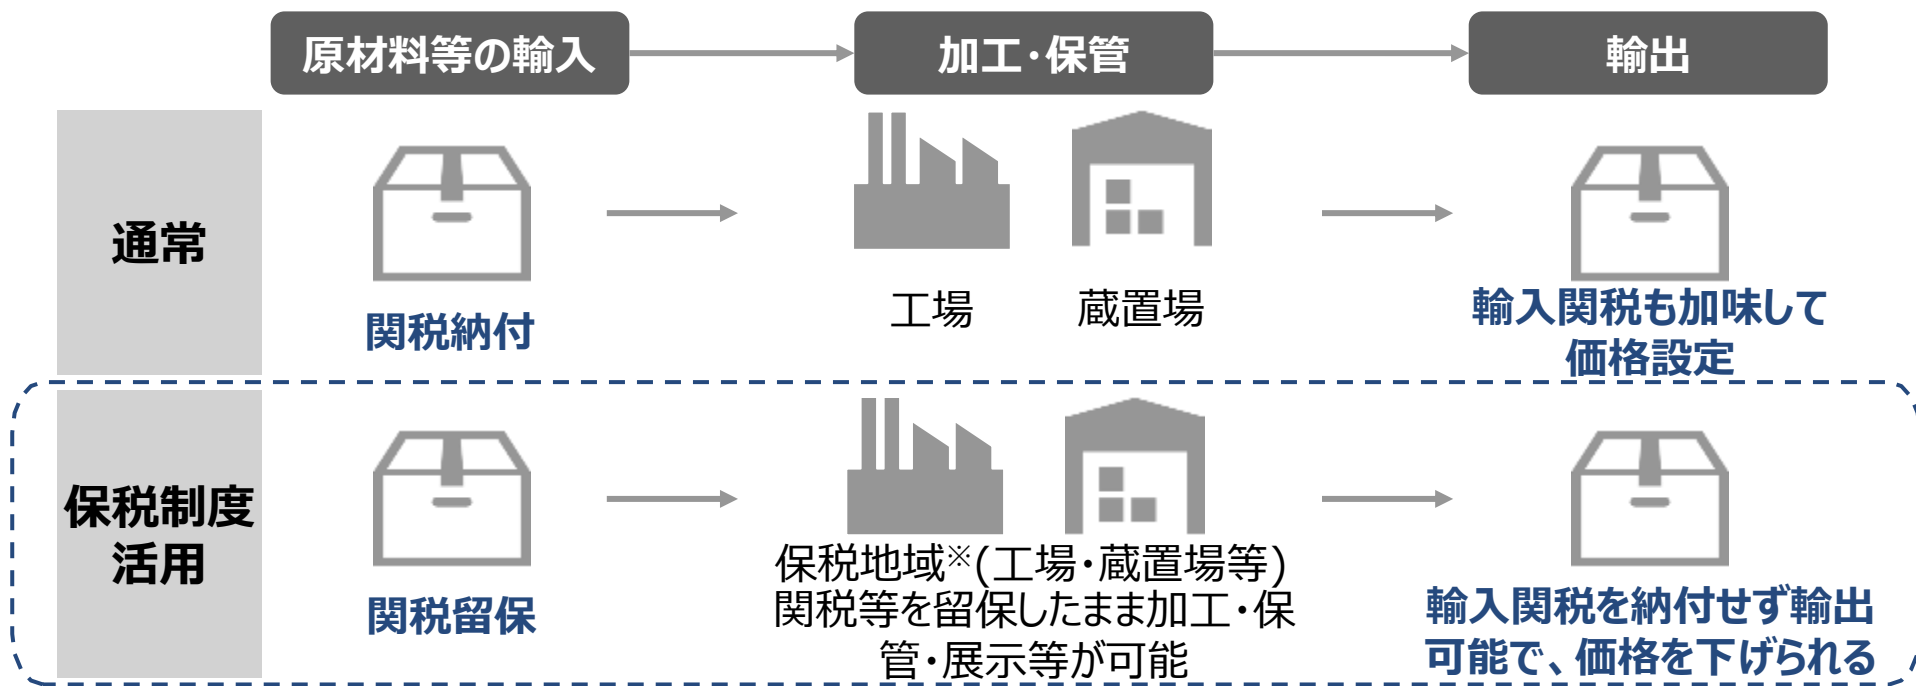 原材料等の輸入
加工・保管
輸出
通常
関税納付
工場
蔵置場
輸入関税も加味して
価格設定
保税制度
活用
関税留保
保税地域※(工場・蔵置場等)
関税等を留保したまま加工・保
管・展示等が可能
輸入関税を納付せず輸出
可能で、価格を下げられる